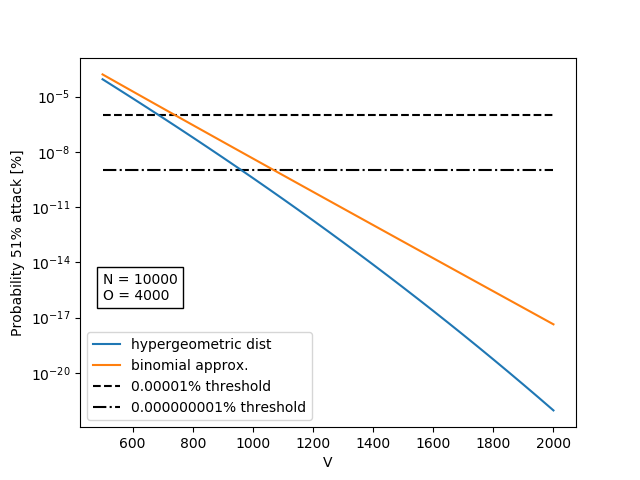 Probability 51% attack [%]
10⁻⁵
10⁻⁸
10⁻¹¹
10⁻¹⁴
10⁻¹⁷
10⁻²⁰
N = 10000
O = 4000
hypergeometric dist
binomial approx.
0.00001% threshold
0.000000001% threshold
600 800 1000 1200 1400 1600 1800 2000
V